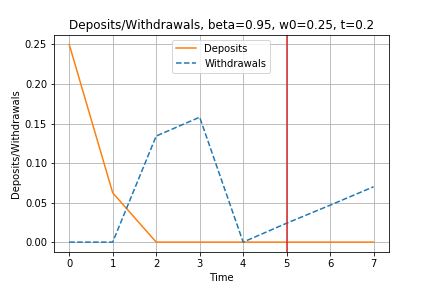 Deposits/Withdrawals, beta=0.95, w0=0.25, t=0.2
Deposits
Withdrawals
Deposits/Withdrawals
0.25
0.20
0.15
0.10
0.05
0.00
0 1 2 3 4 5 6 7
Time